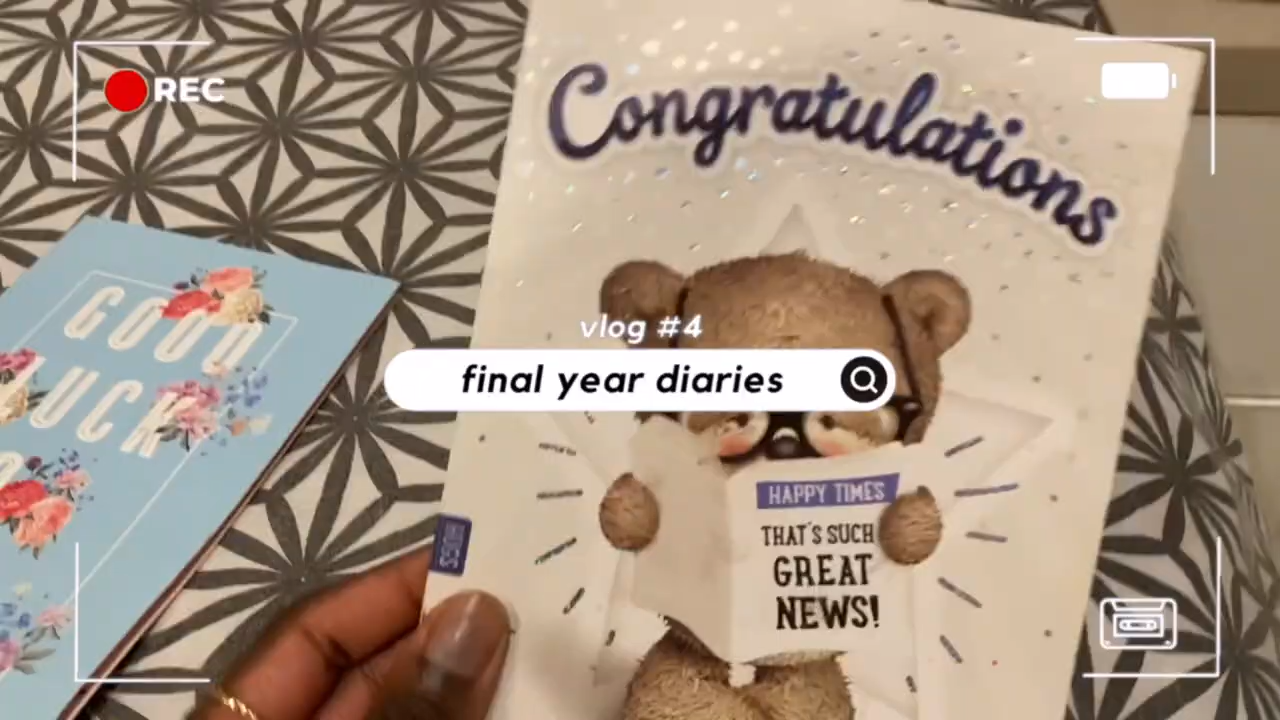 REC
Congratulations
GOOD
LUCK
vlog #4
final year diaries
HAPPY TIMES
THAT'S SUCH
GREAT
NEWS!